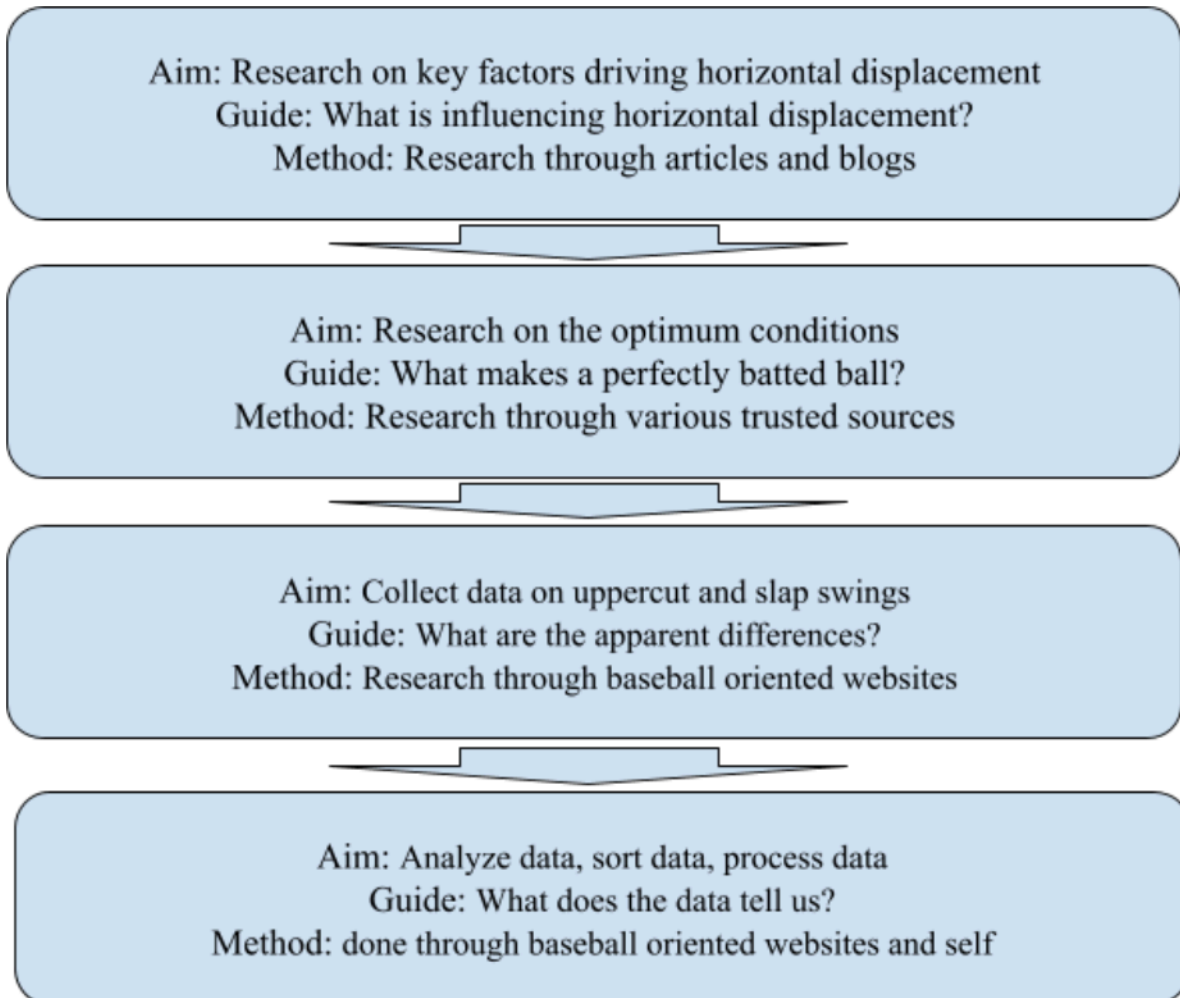 Aim: Research on key factors driving horizontal displacement
Guide: What is influencing horizontal displacement?
Method: Research through articles and blogs
Aim: Research on the optimum conditions
Guide: What makes a perfectly batted ball?
Method: Research through various trusted sources
Aim: Collect data on uppercut and slap swings
Guide: What are the apparent differences?
Method: Research through baseball oriented websites
Aim: Analyze data, sort data, process data
Guide: What does the data tell us?
Method: done through baseball oriented websites and self